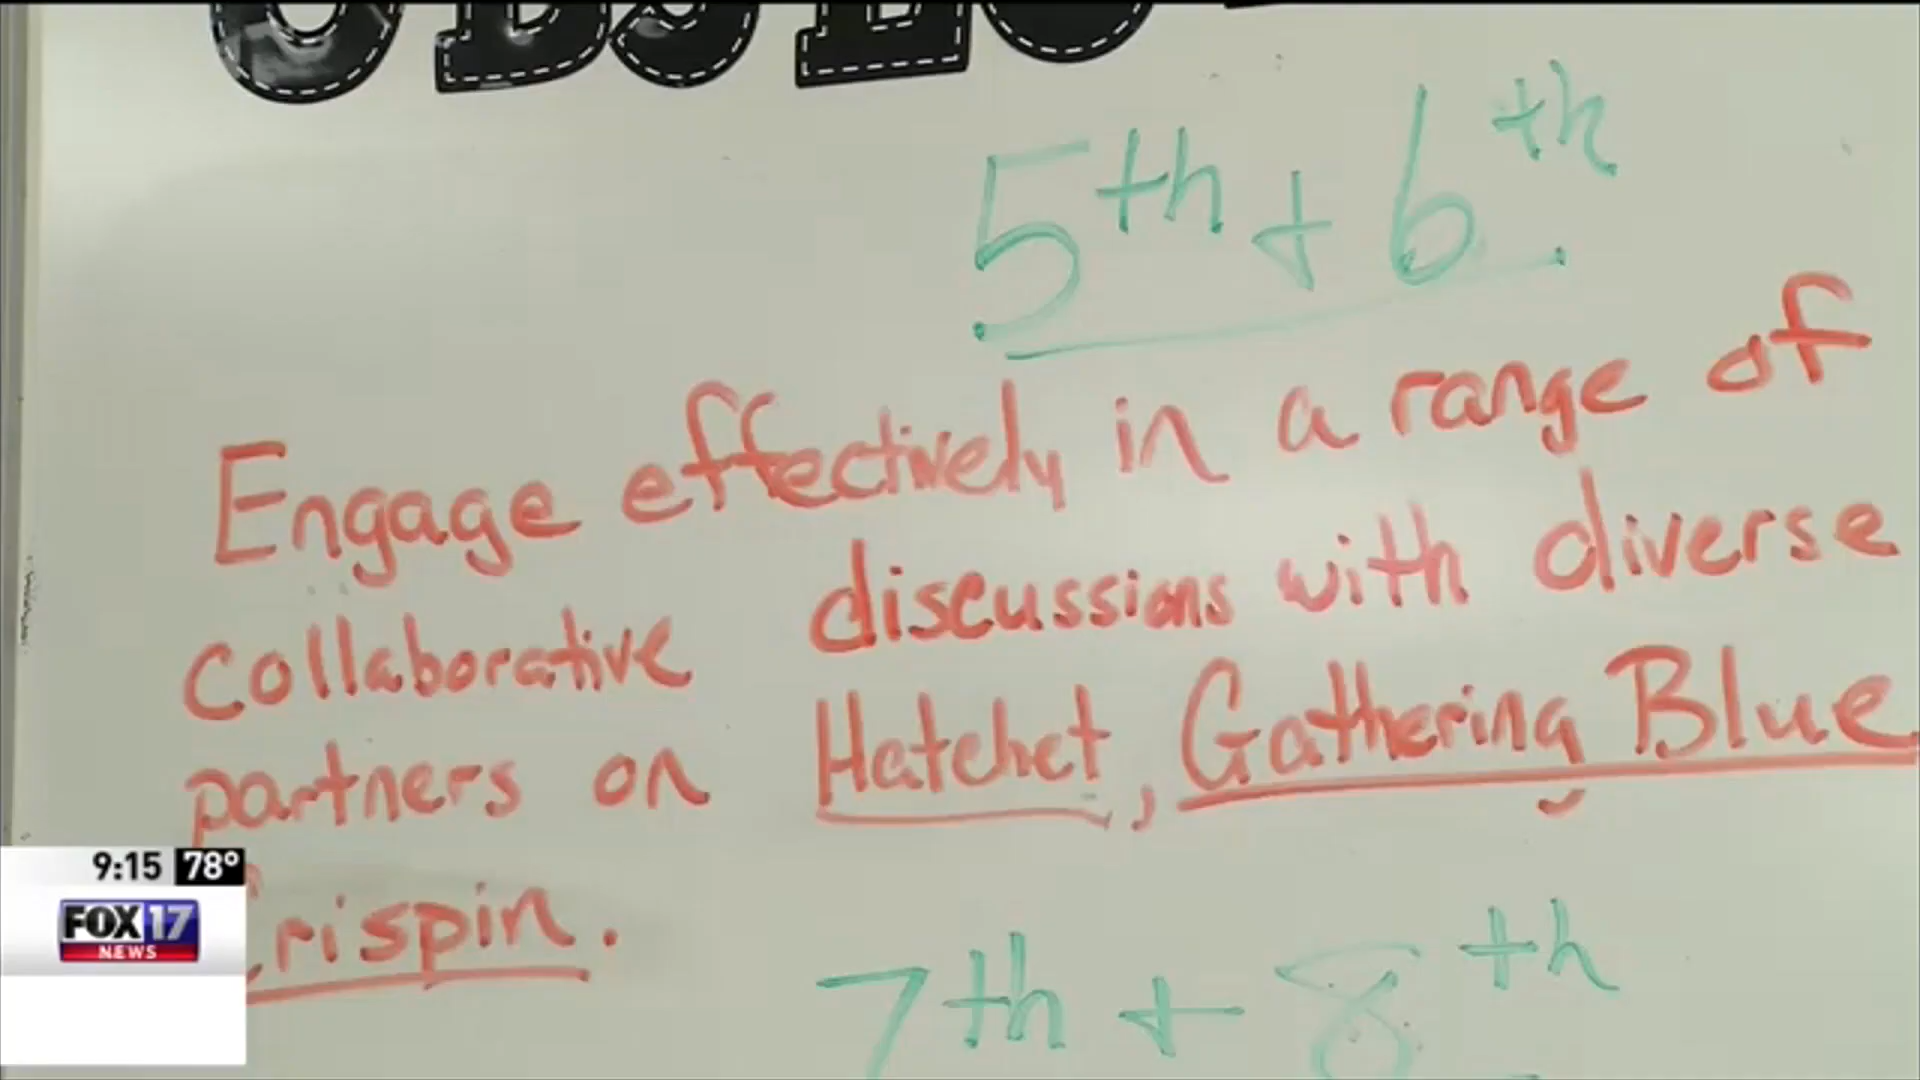 5th + 6th
Engage effectively in a range of
collaborative discussions with diverse
partners on Hatchet, Gathering Blue
Crispin.
7th + 8th
9:15 78°
FOX 17
NEWS